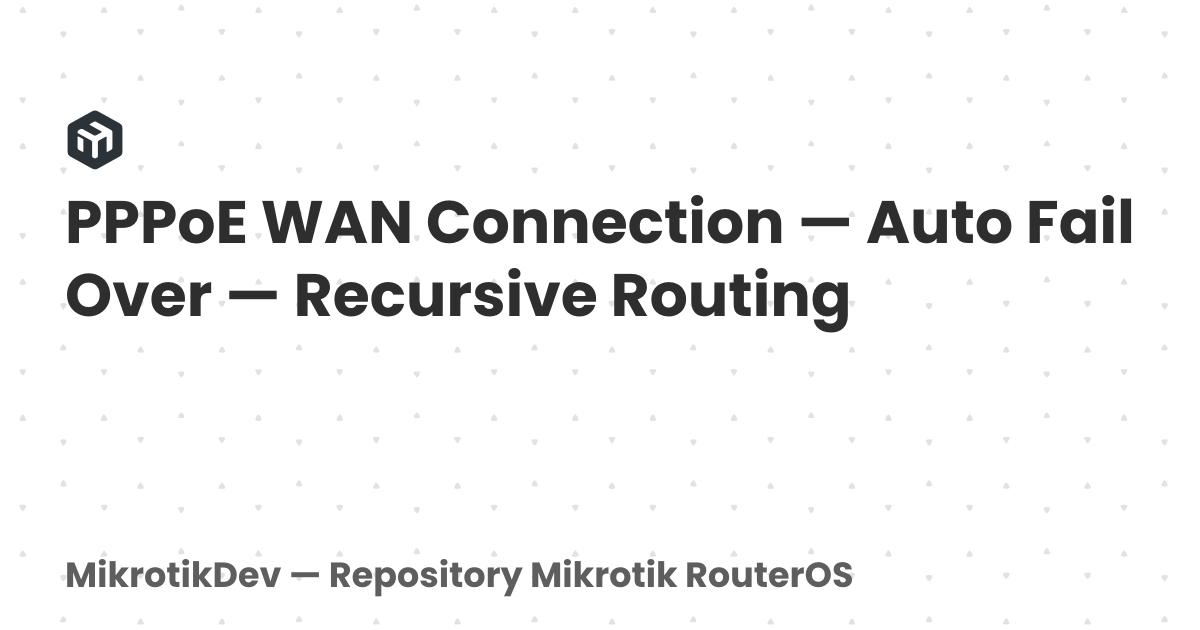 PPPoE WAN Connection — Auto Fail
Over — Recursive Routing
MikrotikDev — Repository Mikrotik RouterOS